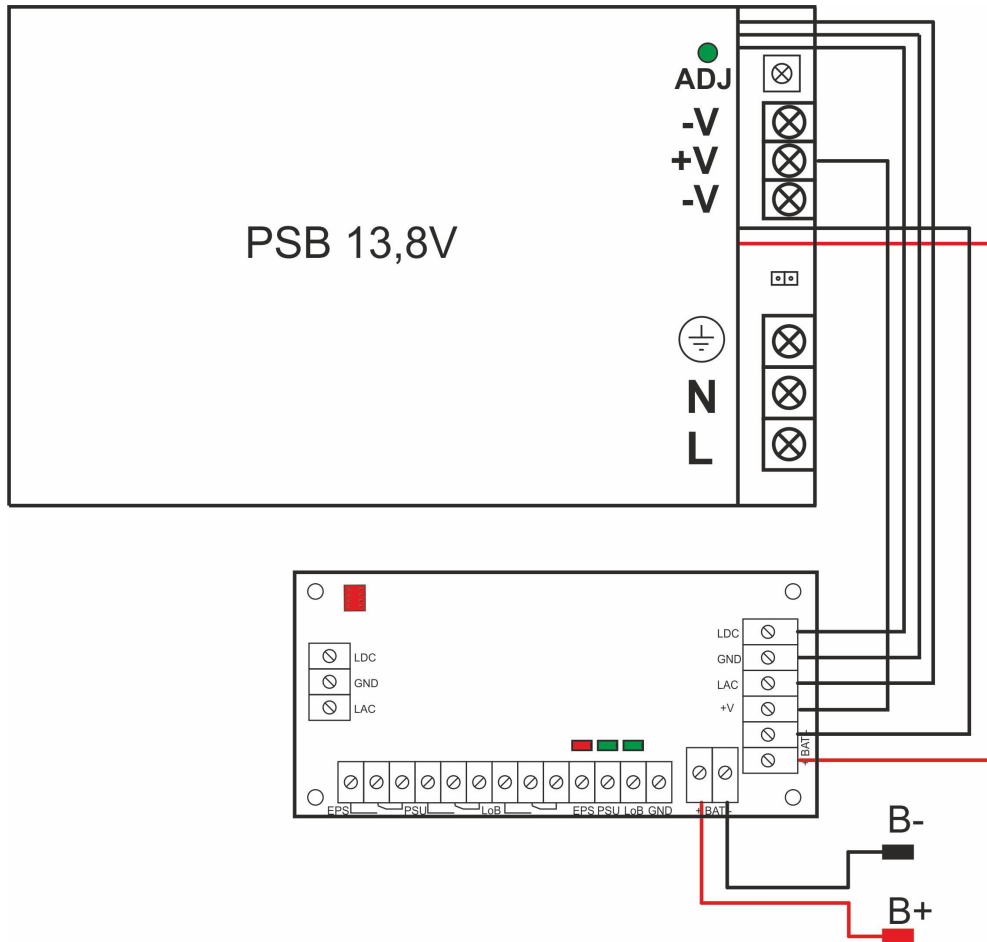 ADJ
-V
+V
-V
PSB 13,8V
N
L
LDC
GND
LAC
LDC
GND
LAC
+V
+ BAT -
EPS PSU LoB EPS PSU LoB GND + BAT -
B-
B+